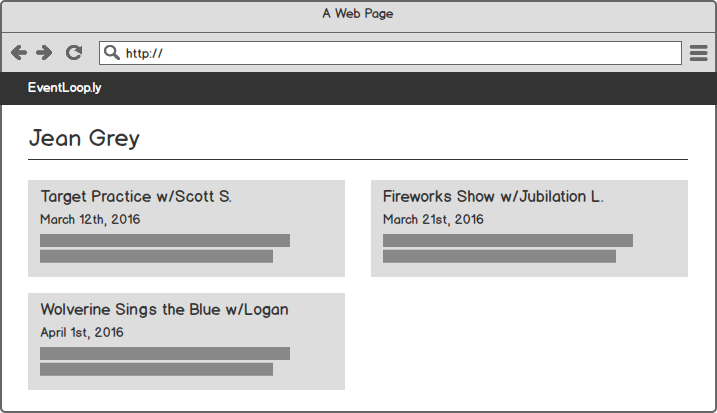 A Web Page
http://
EventLoop.ly
Jean Grey
Target Practice w/Scott S.
March 12th, 2016
Fireworks Show w/Jubilation L.
March 21st, 2016
Wolverine Sings the Blue w/Logan
April 1st, 2016